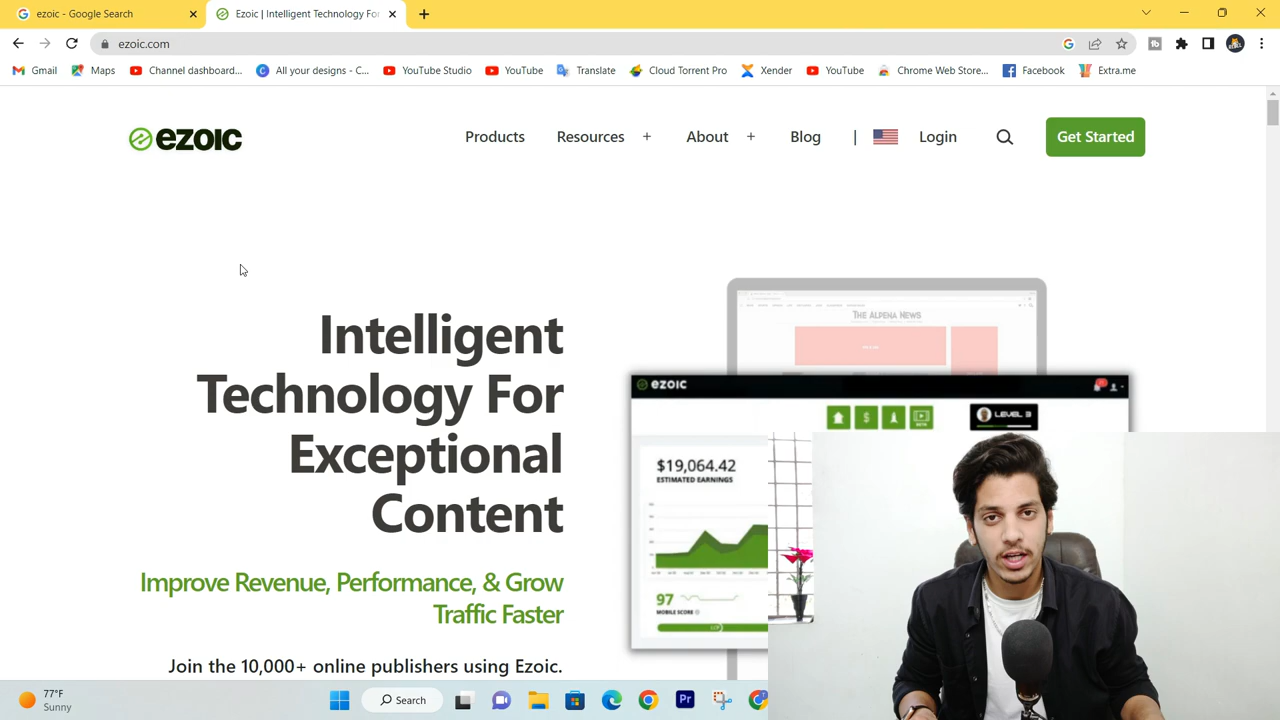 ezoic - Google Search
Ezoic | Intelligent Technology For
ezoic.com
Gmail
Maps
Channel dashboard...
All your designs - C...
YouTube Studio
YouTube
Translate
Cloud Torrent Pro
Xender
YouTube
Chrome Web Store...
Facebook
Extra.me
ezoic
Products
Resources +
About +
Blog
|
Login
Get Started
Intelligent
Technology For
Exceptional
Content
Improve Revenue, Performance, & Grow
Traffic Faster
Join the 10,000+ online publishers using Ezoic.
THE ALPENA NEWS
ezoic
LEVEL 3
$19,064.42
ESTIMATED EARNINGS
97
MOBILE SCORE
77°F
Sunny
Search
Pr